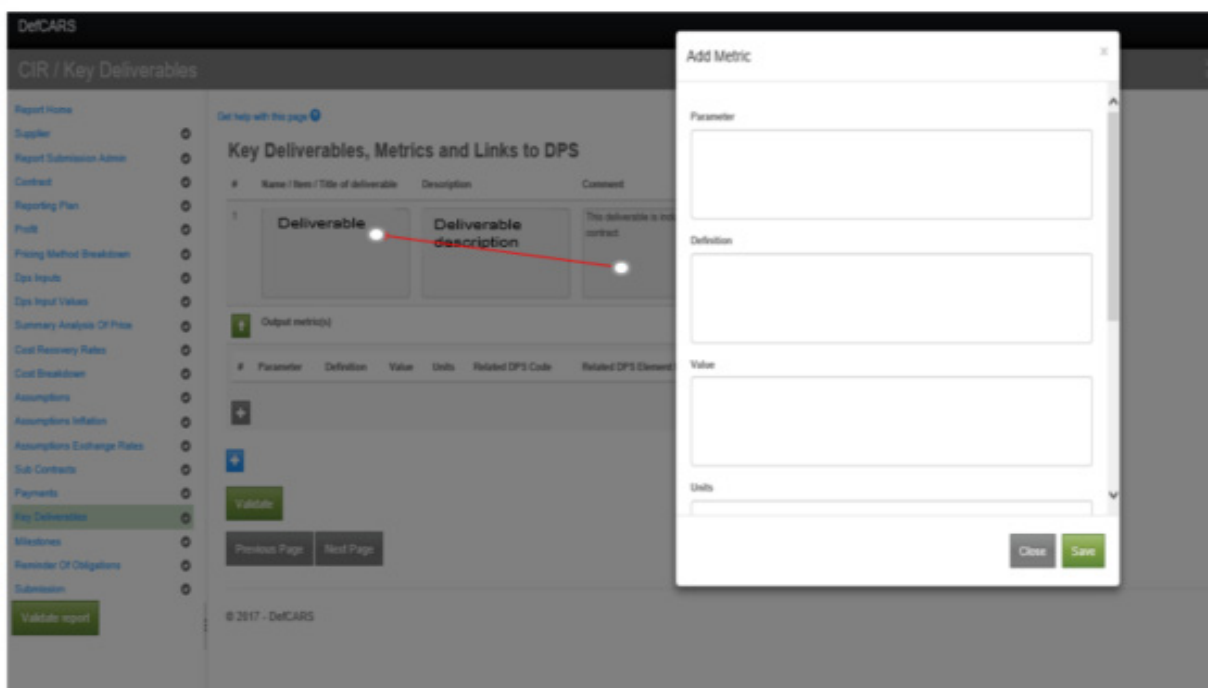 DefCARS
CIR / Key Deliverables
Report Home
Supplier
Report Submission Admin
Contract
Reporting Plan
Profit
Pricing Method Breakdown
Dps Inputs
Dps Input Values
Summary Analysis Of Price
Cost Recovery Rates
Cost Breakdown
Assumptions
Assumptions Inflation
Assumptions Exchange Rates
Sub Contracts
Payments
Key Deliverables
Milestones
Reminder Of Obligations
Submission
Validate report
Get help with this page
Key Deliverables, Metrics and Links to DPS
# Name / Item / Title of deliverable Description Comment
1
Deliverable
Deliverable
description
This deliverable is
contract
Output metric(s)
# Parameter Definition Value Units Related DPS Code Related DPS Element
Validate
Previous Page Next Page
© 2017 - DefCARS
Add Metric
×
Parameter
Definition
Value
Units
Close Save